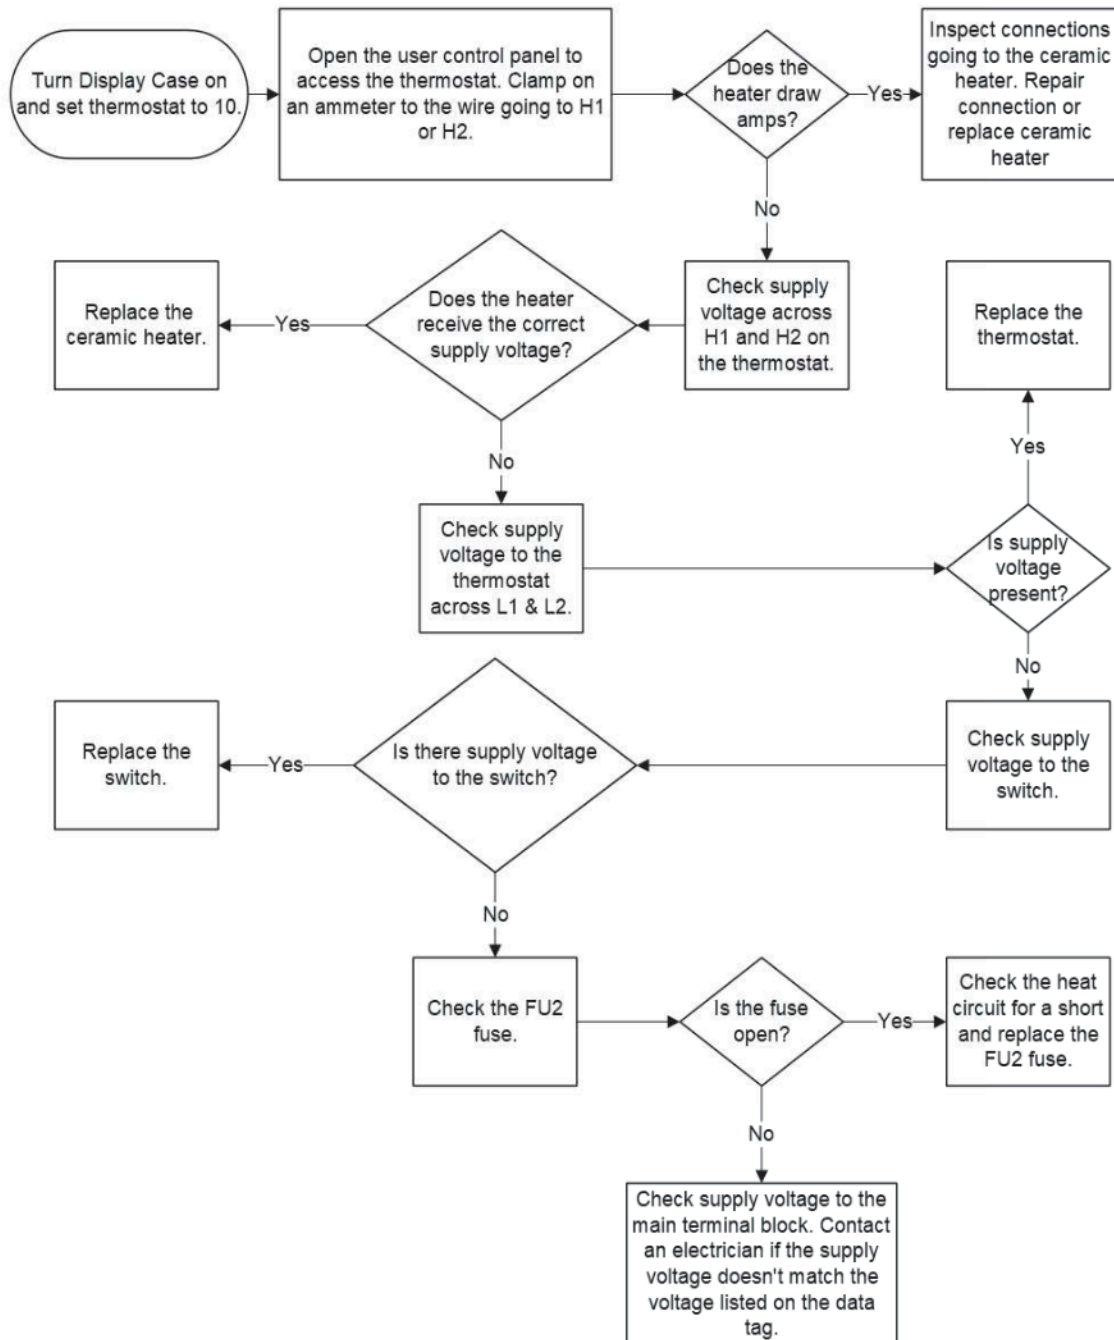 Turn Display Case on
and set thermostat to 10.
Open the user control panel to
access the thermostat. Clamp on
an ammeter to the wire going to H1
or H2.
Does the
heater draw
amps?
Yes
Inspect connections
going to the ceramic
heater. Repair
connection or
replace ceramic
heater
No
Check supply
voltage across
H1 and H2 on
the thermostat.
Does the heater
receive the correct
supply voltage?
Yes
Replace the
ceramic heater.
No
Check supply
voltage to the
thermostat
across L1 & L2.
Is supply
voltage
present?
Yes
Replace the
thermostat.
No
Check supply
voltage to the
switch.
Is there supply voltage
to the switch?
Yes
Replace the
switch.
No
Check the FU2
fuse.
Is the fuse
open?
Yes
Check the heat
circuit for a short
and replace the
FU2 fuse.
No
Check supply voltage to the
main terminal block. Contact
an electrician if the supply
voltage doesn't match the
voltage listed on the data
tag.